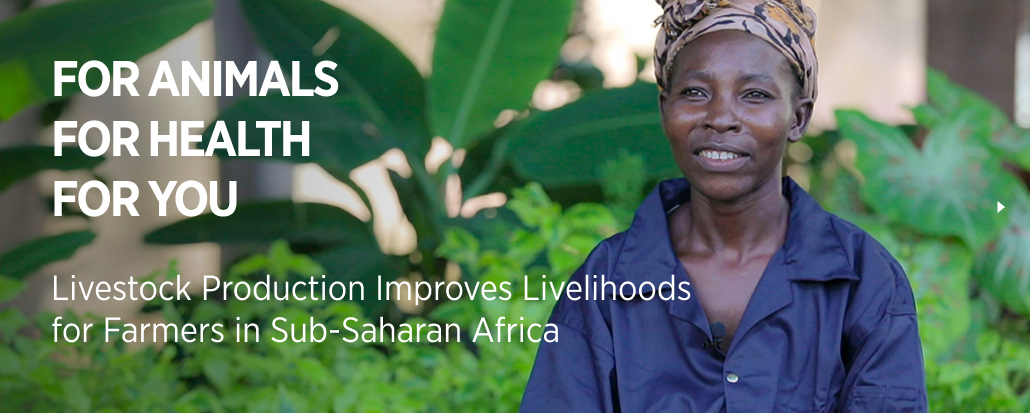 FOR ANIMALS
FOR HEALTH
FOR YOU
Livestock Production Improves Livelihoods
for Farmers in Sub-Saharan Africa